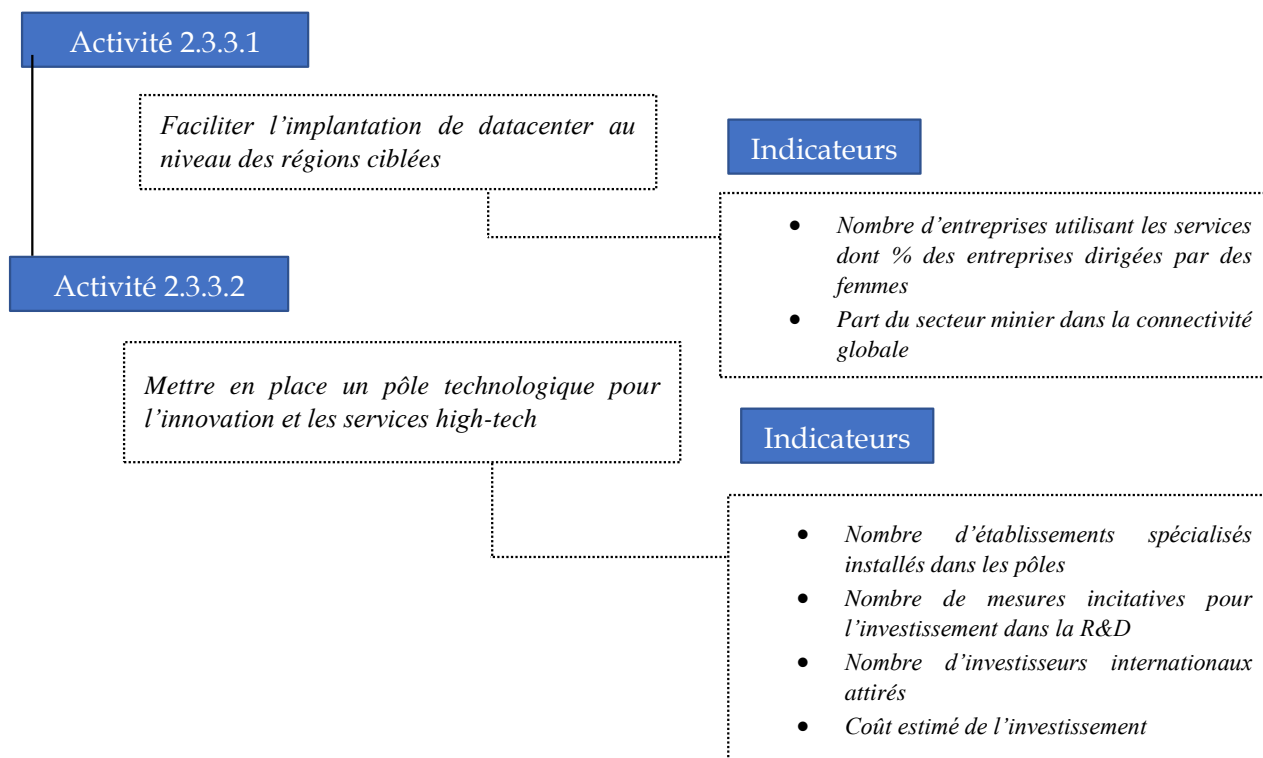 Activité 2.3.3.1
Faciliter l’implantation de datacenter au
niveau des régions ciblées
Indicateurs
• Nombre d’entreprises utilisant les services
dont % des entreprises dirigées par des
femmes
• Part du secteur minier dans la connectivité
globale
Activité 2.3.3.2
Mettre en place un pôle technologique pour
l’innovation et les services high-tech
Indicateurs
• Nombre d’établissements spécialisés
installés dans les pôles
• Nombre de mesures incitatives pour
l’investissement dans la R&D
• Nombre d’investisseurs internationaux
attirés
• Coût estimé de l’investissement